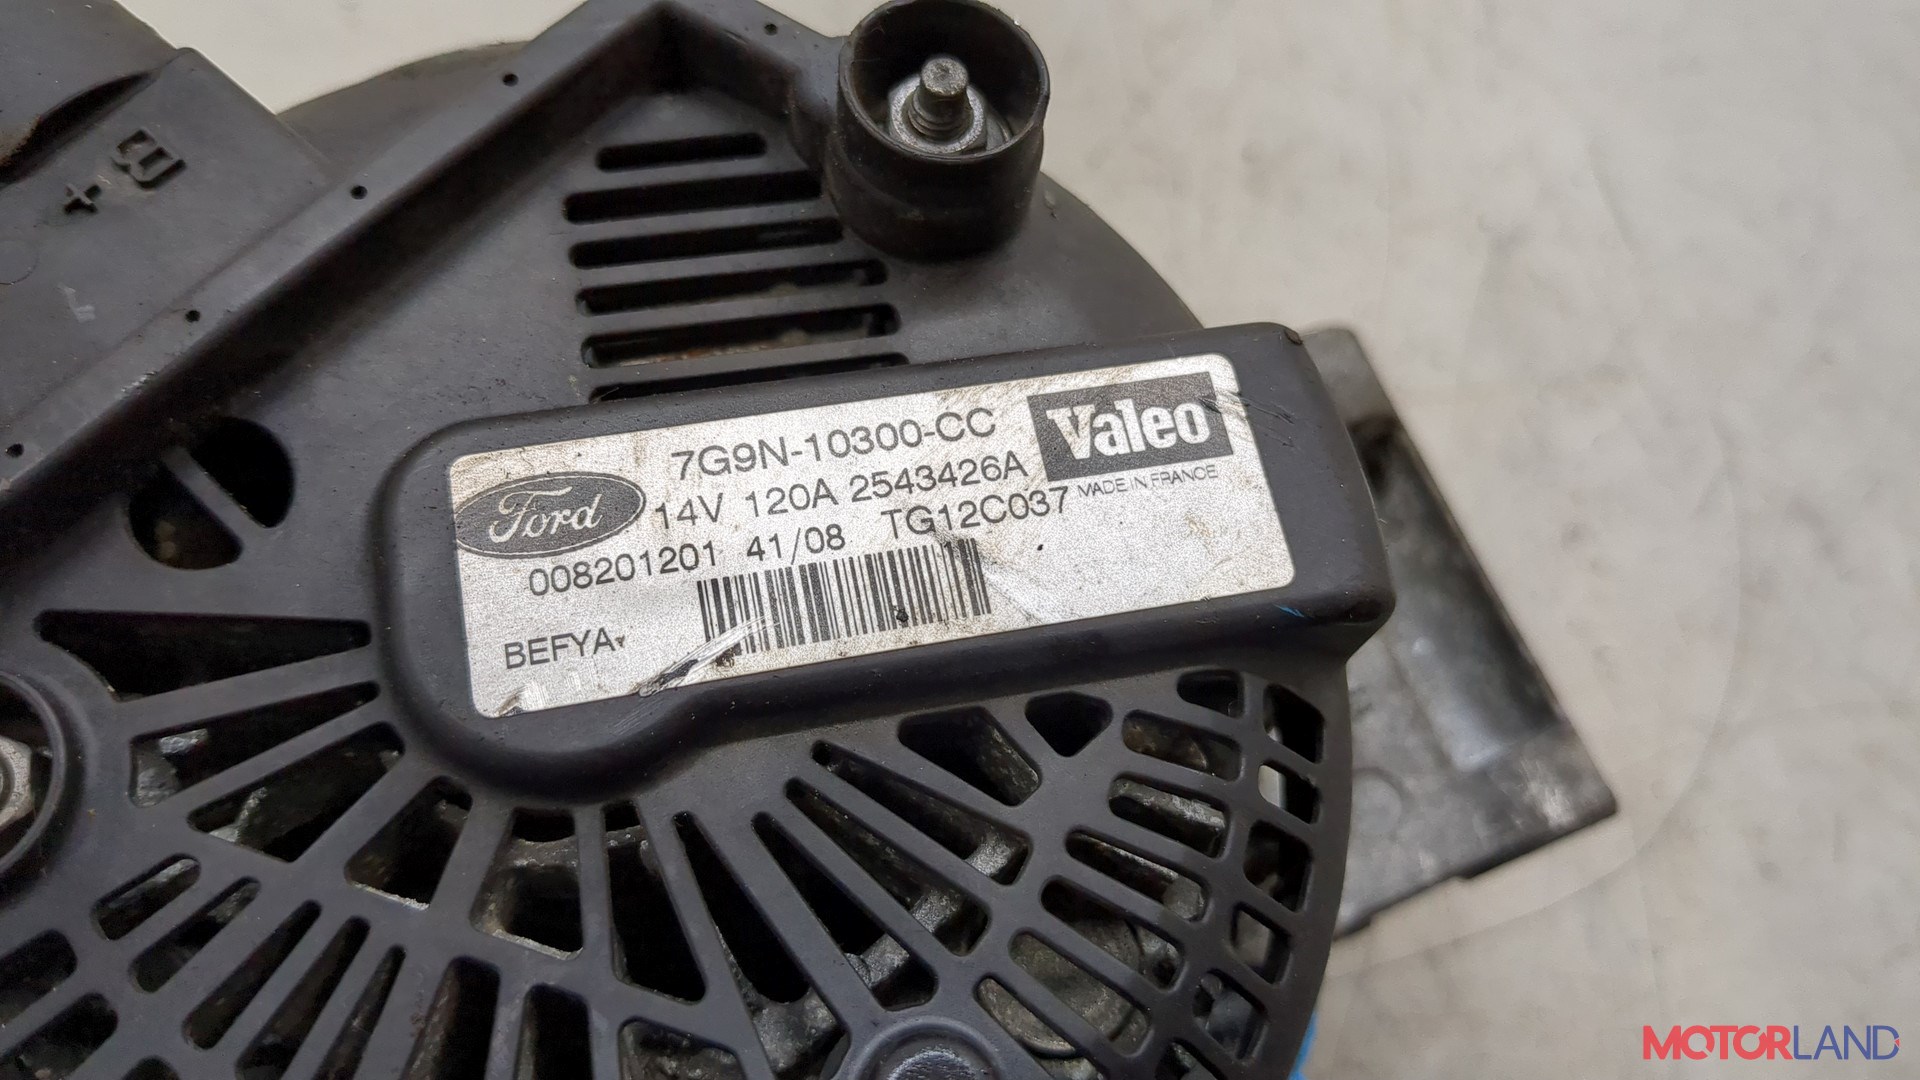 + B
7G9N-10300-CC
Valeo
Ford
14V 120A 2543426A
MADE IN FRANCE
008201201 41/08 TG12C037
BEFYA
MOTORLAND